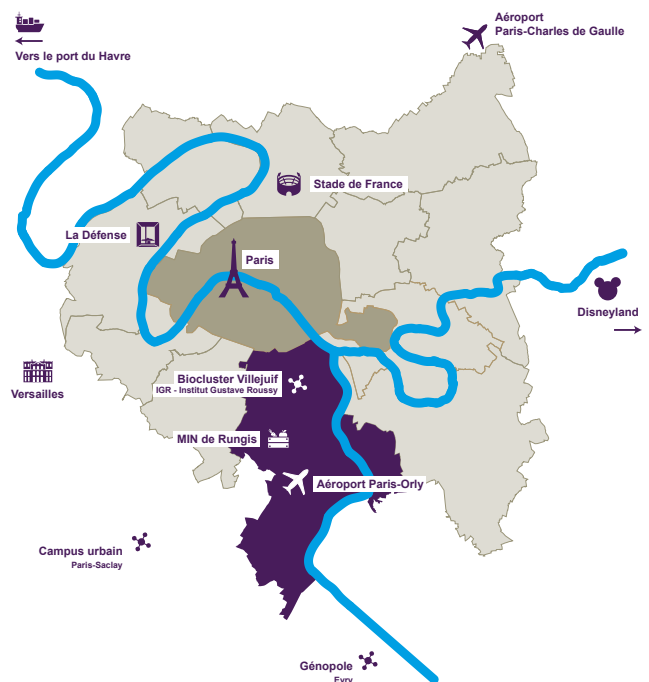 Aéroport
Paris-Charles de Gaulle
Vers le port du Havre
Stade de France
La Défense
Paris
Disneyland
Biocluster Villejuif
IGR - Institut Gustave Roussy
Versailles
MIN de Rungis
Aéroport Paris-Orly
Campus urbain
Paris-Saclay
Génopole
Evry